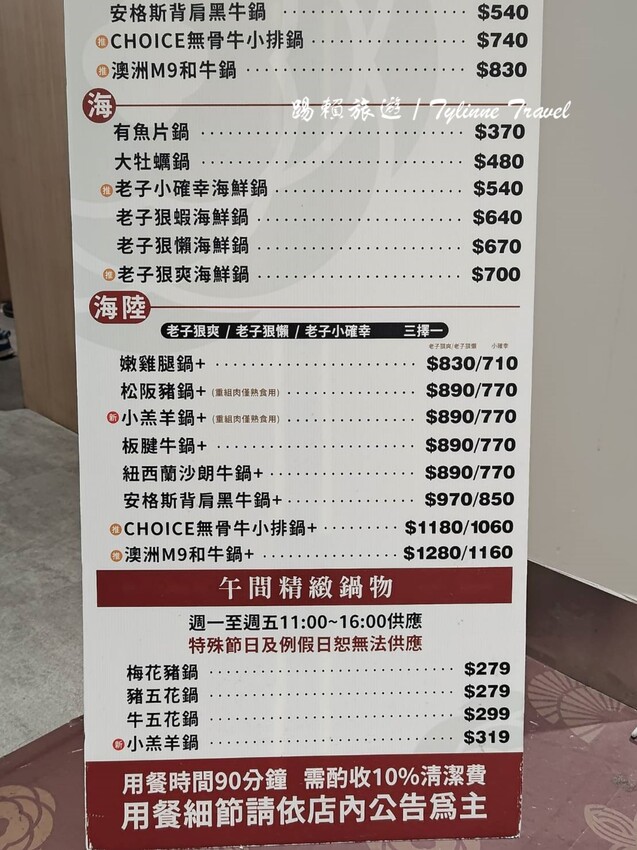 安格斯背肩黑牛鍋 $540
推 CHOICE無骨牛小排鍋 $740
推 澳洲M9和牛鍋 $830
海
踢賴旅遊 / Tylinne Travel
有魚片鍋 $370
大牡蠣鍋 $480
推 老子小確幸海鮮鍋 $540
老子狠蝦海鮮鍋 $640
老子狠懶海鮮鍋 $670
推 老子狠爽海鮮鍋 $700
海陸
老子狠爽 / 老子狠懶 / 老子小確幸 三擇一
老子狠爽/老子狠懶 小確幸
嫩雞腿鍋+ $830/710
松阪豬鍋+ (重組肉僅熟食用) $890/770
新 小羔羊鍋+ (重組肉僅熟食用) $890/770
板腱牛鍋+ $890/770
紐西蘭沙朗牛鍋+ $890/770
安格斯背肩黑牛鍋+ $970/850
推 CHOICE無骨牛小排鍋+ $1180/1060
推 澳洲M9和牛鍋+ $1280/1160
午間精緻鍋物
週一至週五11:00~16:00供應
特殊節日及例假日恕無法供應
梅花豬鍋 $279
豬五花鍋 $279
牛五花鍋 $299
新 小羔羊鍋 $319
用餐時間90分鐘 需酌收10%清潔費
用餐細節請依店內公告為主